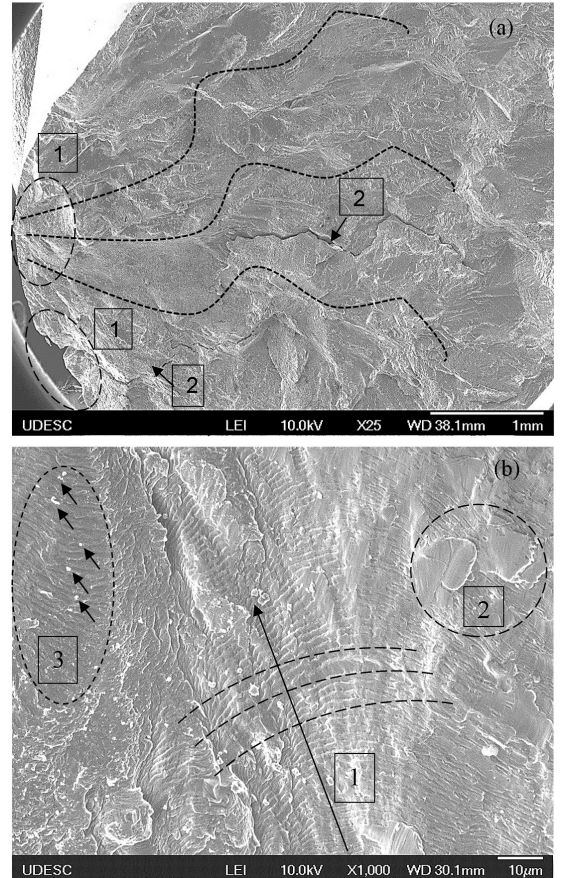 (a)
1
2
1
2
UDESC LEI 10.0kV X25 WD 38.1mm 1mm
(b)
2
3
1
UDESC LEI 10.0kV X1,000 WD 30.1mm 10μm